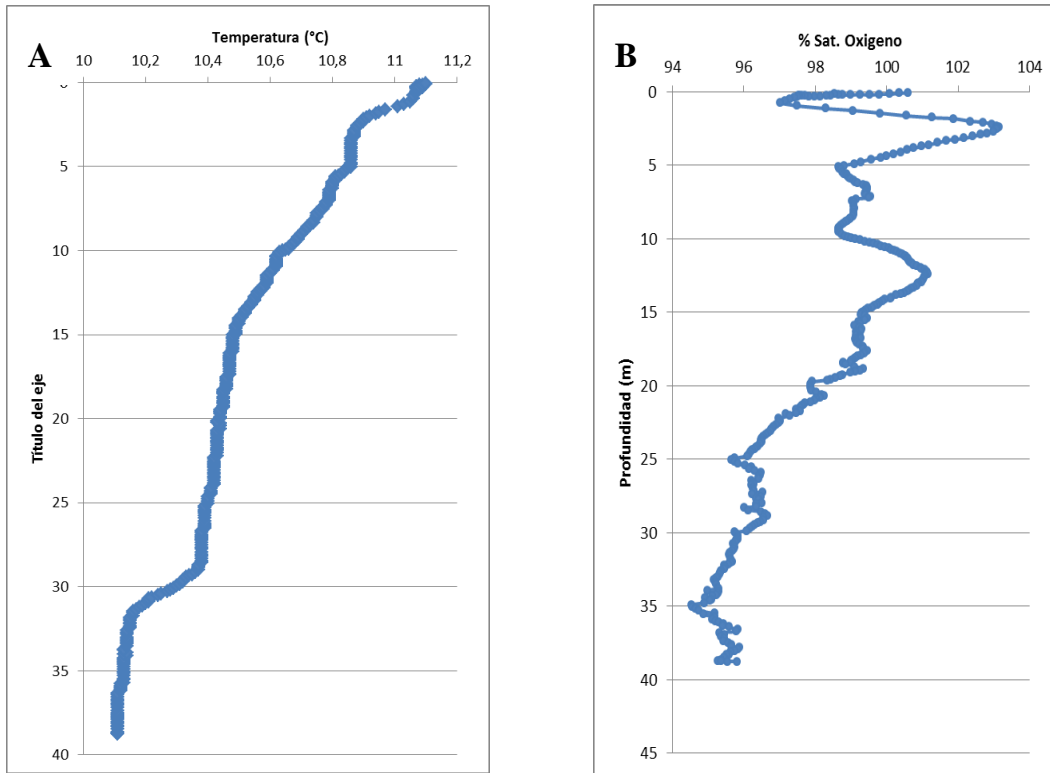 A
Temperatura (°C)
10 10,2 10,4 10,6 10,8 11 11,2
0
5
10
15
20
25
30
35
40
Título del eje
B
% Sat. Oxigeno
94 96 98 100 102 104
0
5
10
15
20
25
30
35
40
45
Profundidad (m)